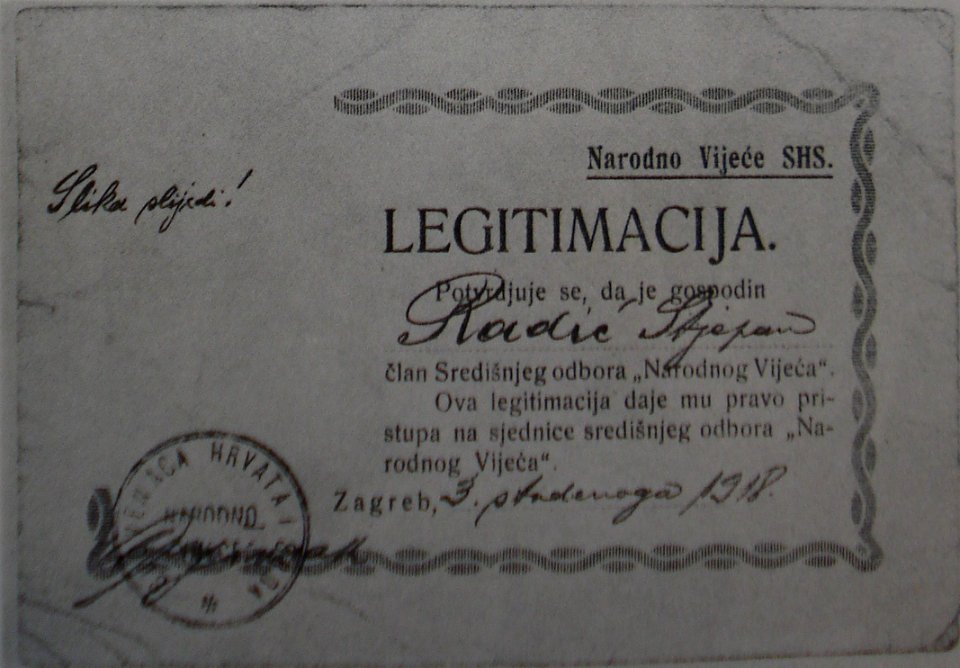 Narodno Vijeće SHS.
Slika slijedi!
LEGITIMACIJA.
Potvrdjuje se, da je gospodin
Radić Stjepan
član Središnjeg odbora „Narodnog Vijeća“.
Ova legitimacija daje mu pravo pri-
stupa na sjednice središnjeg odbora „Na-
rodnog Vijeća“.
Zagreb, 3. studenoga 1918.
HRVATA I
NARODNO